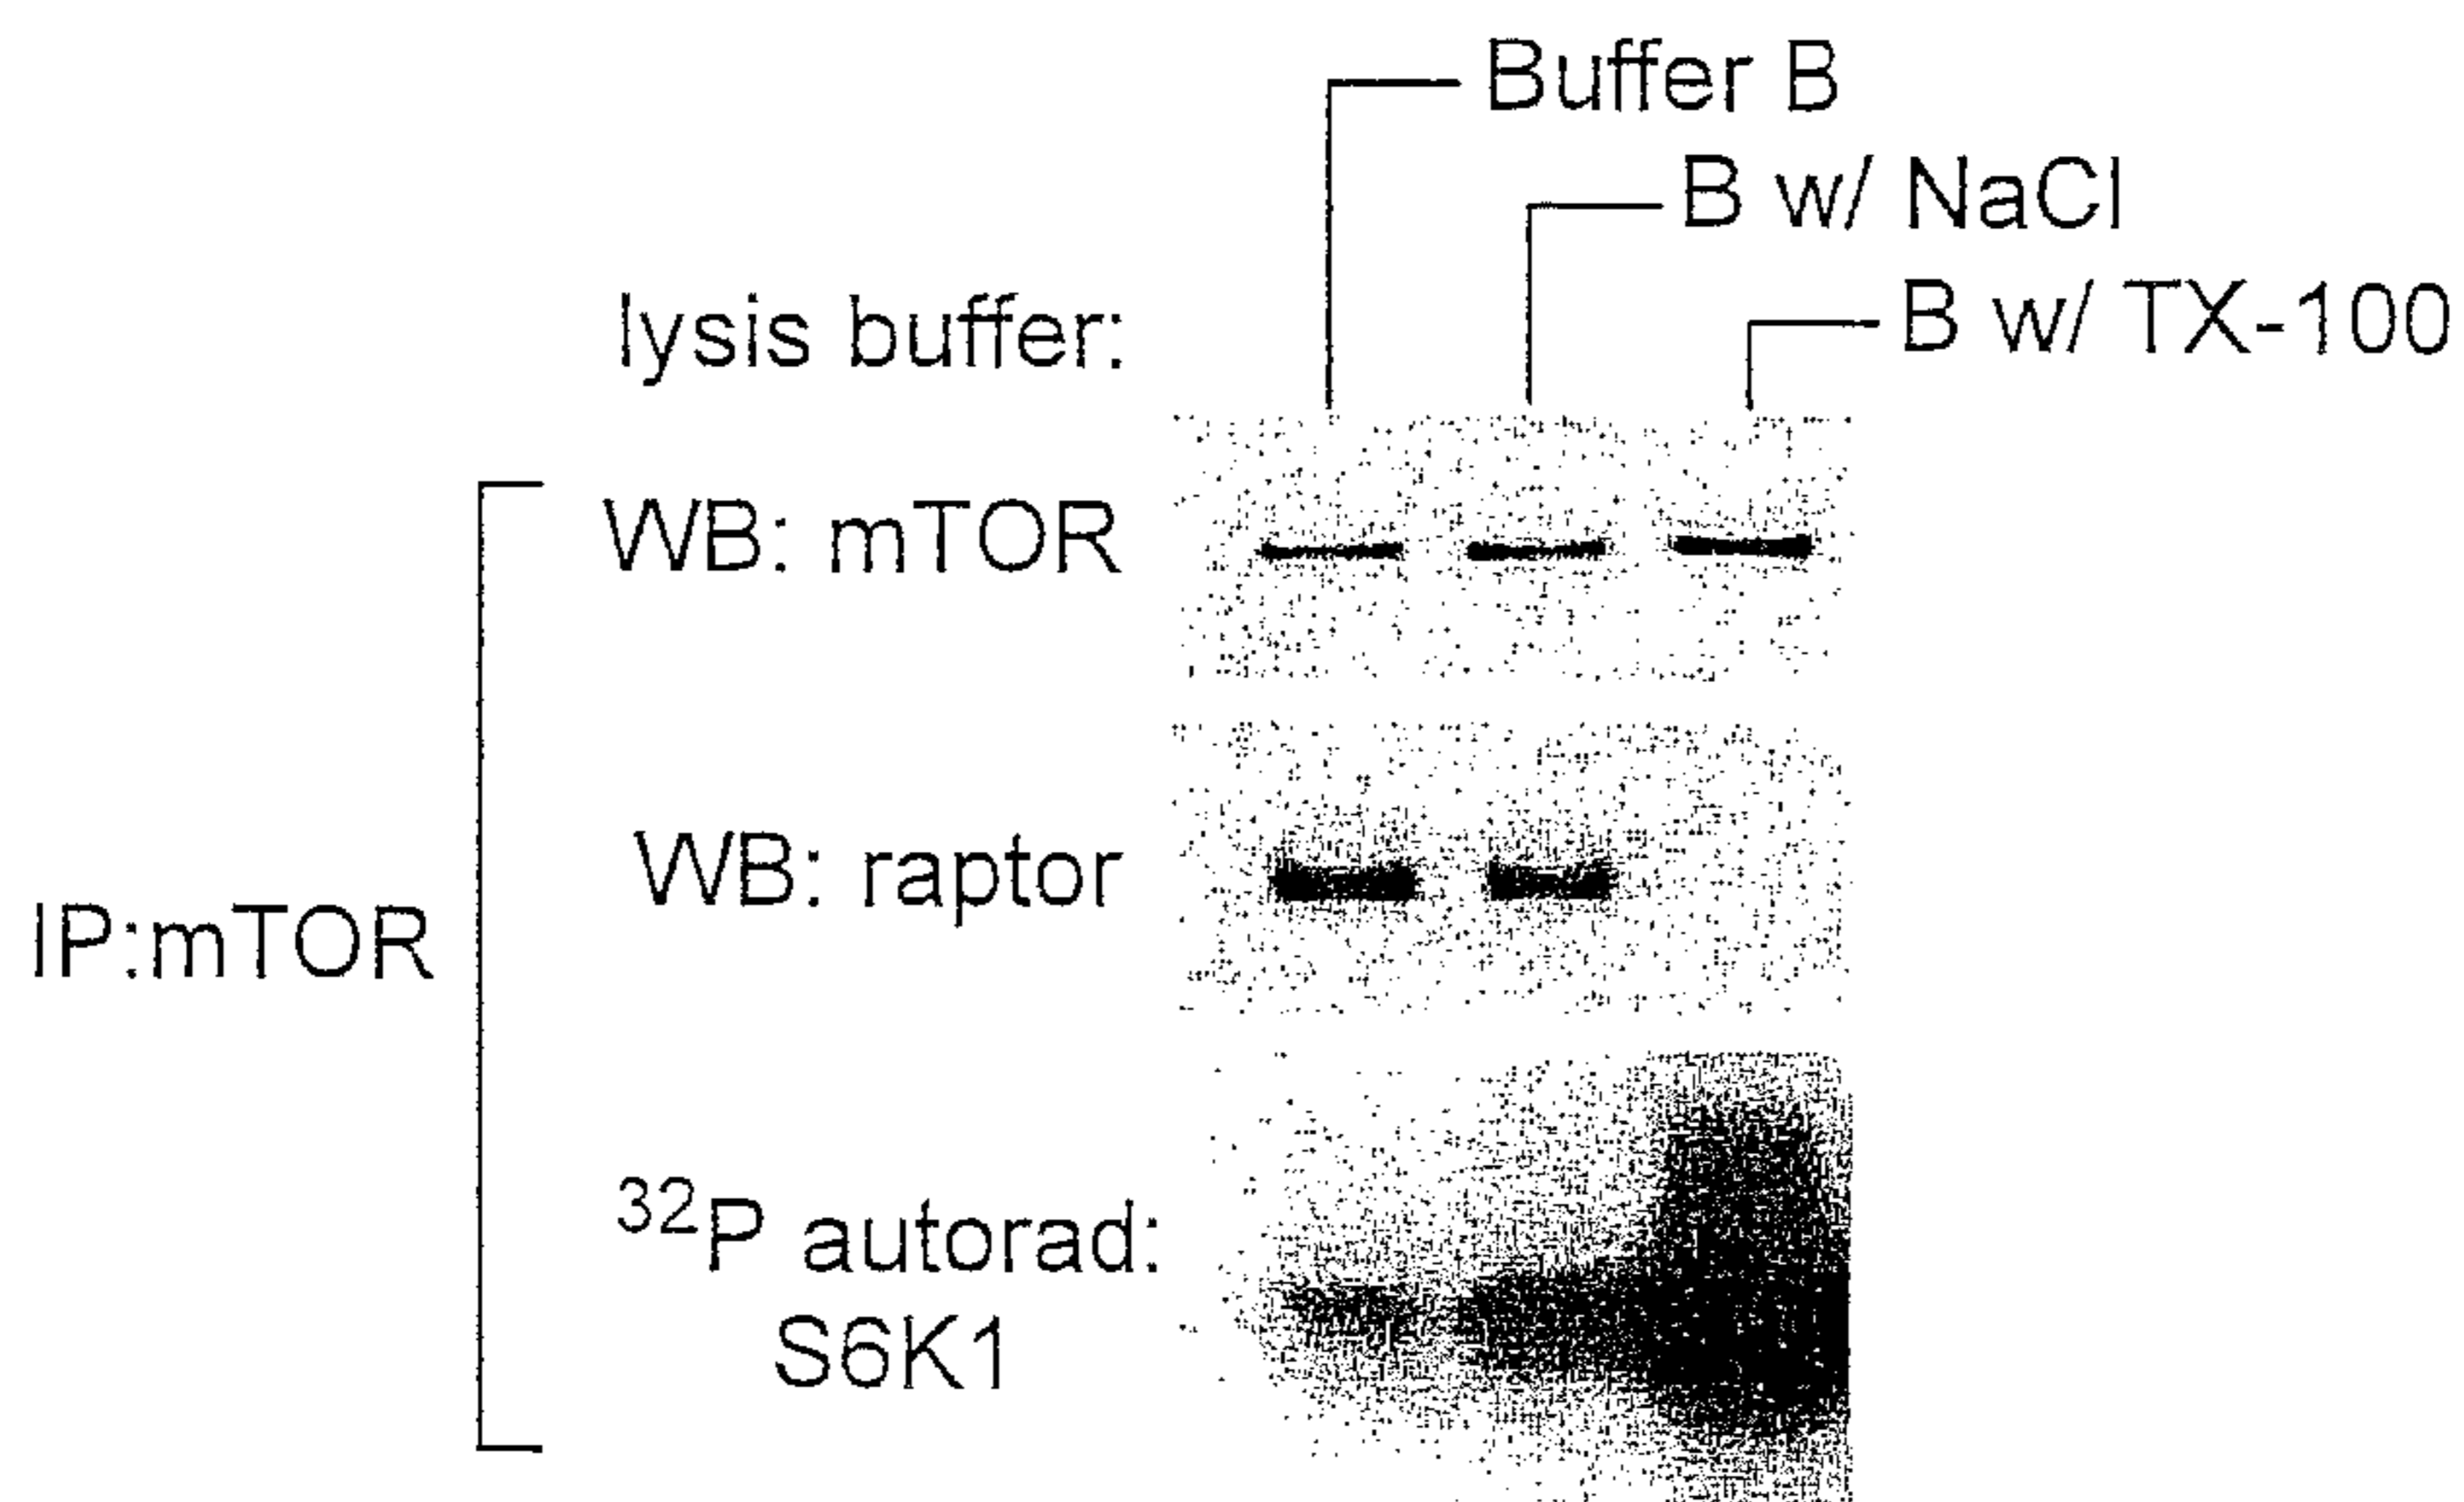 Buffer B
B w/ NaCl
B w/ TX-100
lysis buffer:
WB: mTOR
WB: raptor
IP:mTOR
³²P autorad:
S6K1